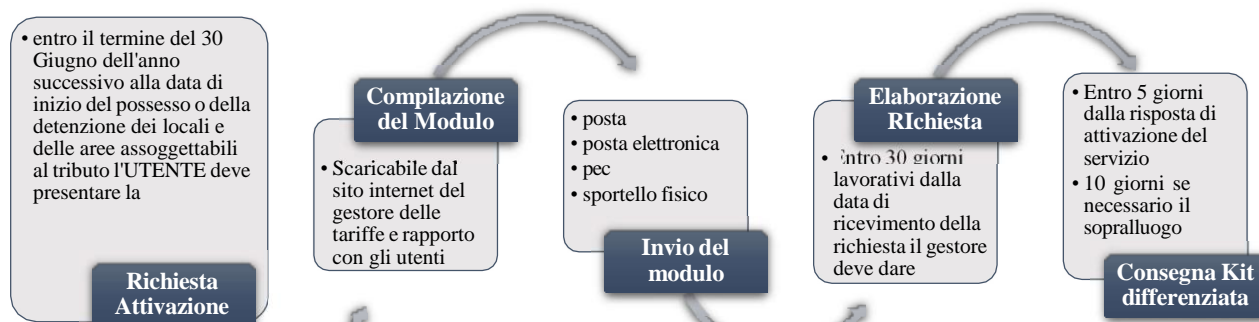 • entro il termine del 30
Giugno dell'anno
successivo alla data di
inizio del possesso o della
detenzione dei locali e
delle aree assoggettabili
al tributo l'UTENTE deve
presentare la
Richiesta
Attivazione
Compilazione
del Modulo
• Scaricabile dal
sito internet del
gestore delle
tariffe e rapporto
con gli utenti
• posta
• posta elettronica
• pec
• sportello fisico
Invio del
modulo
Elaborazione
RIchiesta
• Entro 30 giorni
lavorativi dalla
data di
ricevimento della
richiesta il gestore
deve dare
• Entro 5 giorni
dalla risposta di
attivazione del
servizio
• 10 giorni se
necessario il
sopralluogo
Consegna Kit
differenziata